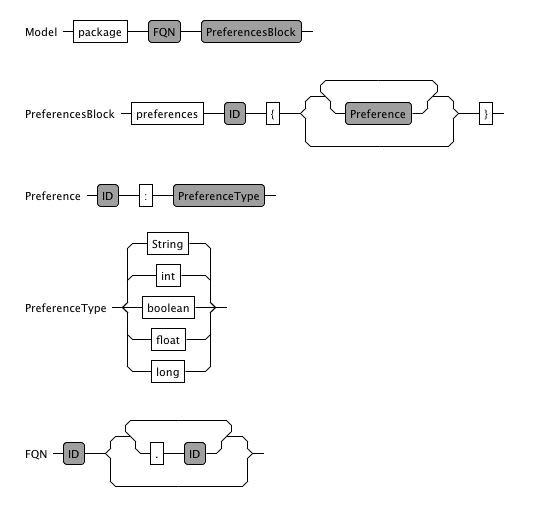 Model package FQN PreferencesBlock
PreferencesBlock preferences ID { Preference }
Preference ID : PreferenceType
String
int
PreferenceType boolean
float
long
FQN ID . ID